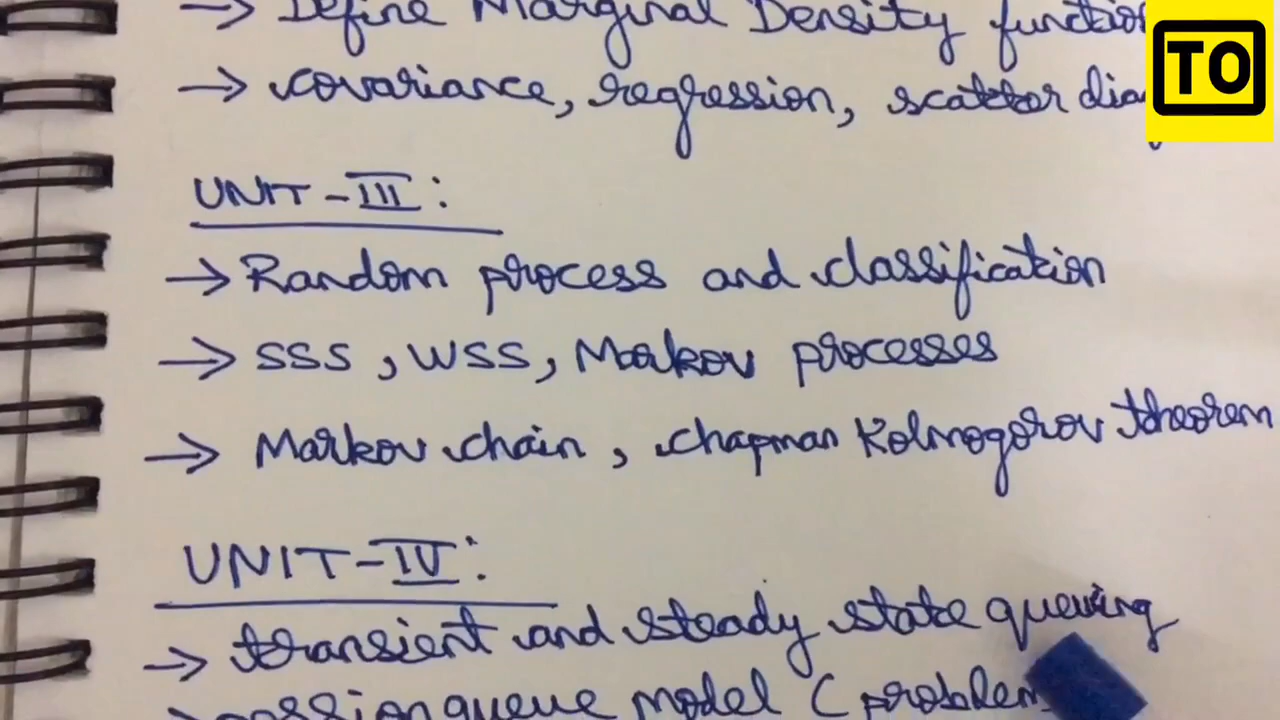 → Define Marginal Density function
TO
→ covariance, regression, scatter dia
UNIT-III:
→ Random process and classification
→ SSS, WSS, Markov processes
→ Markov chain, chapman Kolmogorov theorem
UNIT-IV:
→ transient and steady state queuing
queue model (problem